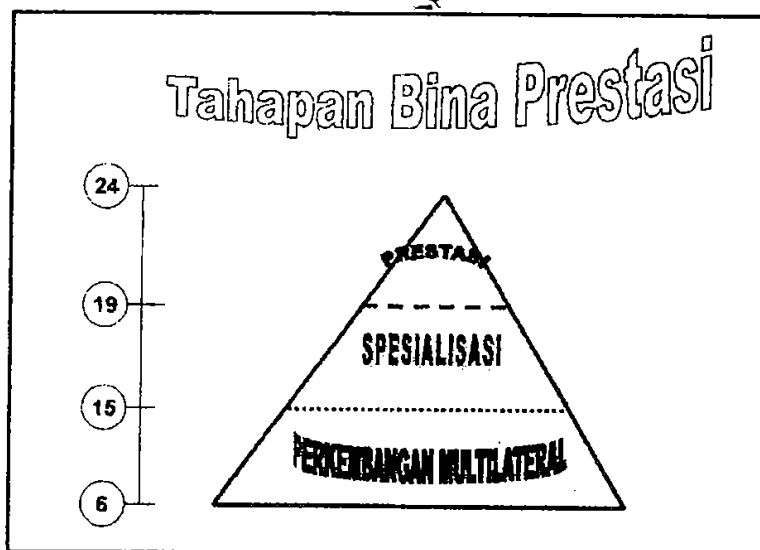 Tahapan Bina Prestasi
24
PRESTASI
19
SPESIALISASI
15
PERKEMBANGAN MULTILATERAL
6